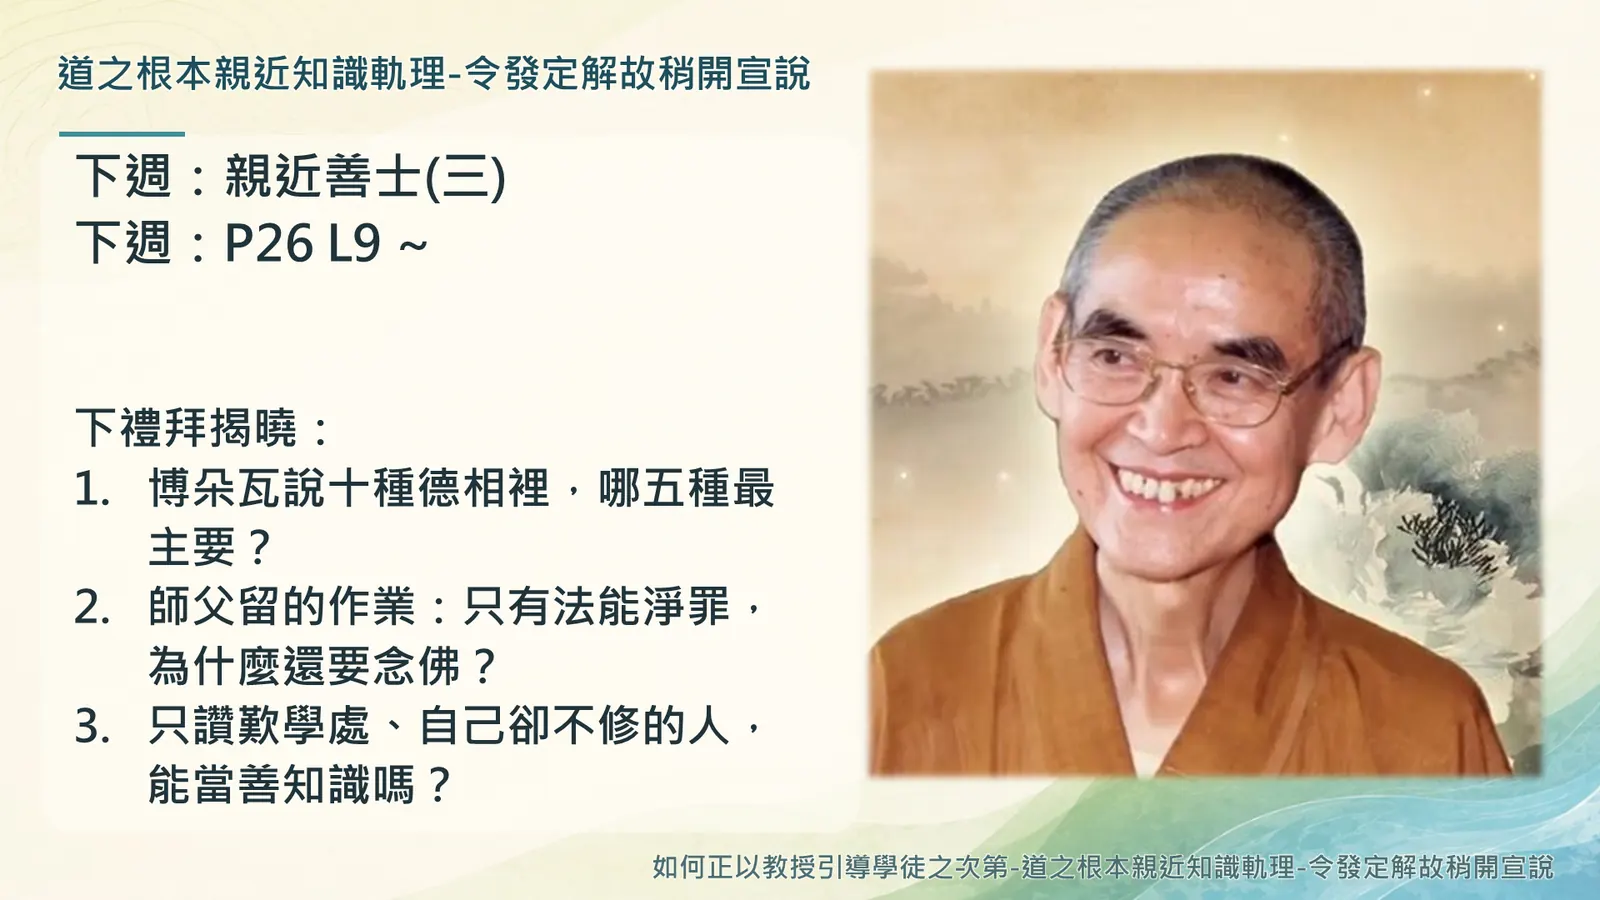 道之根本親近知識軌理-令發定解故稍開宣說
下週：親近善士(三)
下週：P26 L9 ~
下禮拜揭曉：
1. 博朵瓦說十種德相裡，哪五種最
主要？
2. 師父留的作業：只有法能淨罪，
為什麼還要念佛？
3. 只讚歎學處、自己卻不修的人，
能當善知識嗎？
如何正以教授引導學徒之次第-道之根本親近知識軌理-令發定解故稍開宣說